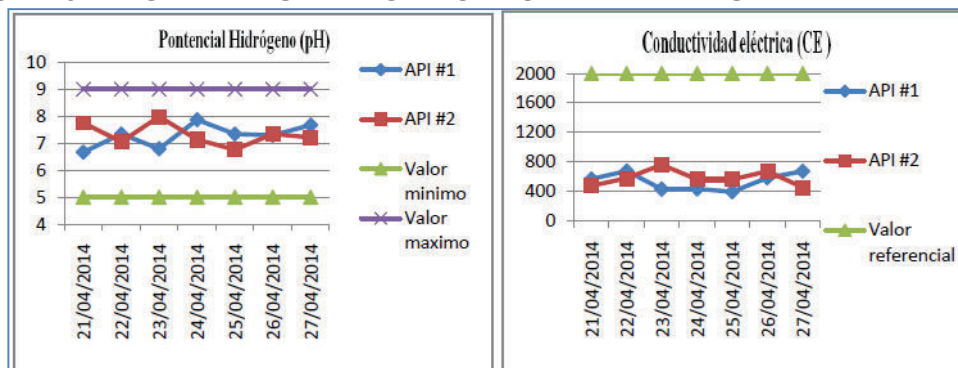 Pontencial Hidrógeno (pH)
10
9
8
7
6
5
4
21/04/2014
22/04/2014
23/04/2014
24/04/2014
25/04/2014
26/04/2014
27/04/2014
API #1
API #2
Valor
minimo
Valor
maximo
Conductividad eléctrica (CE )
2000
1600
1200
800
400
0
21/04/2014
22/04/2014
23/04/2014
24/04/2014
25/04/2014
26/04/2014
27/04/2014
API #1
API #2
Valor
referencial